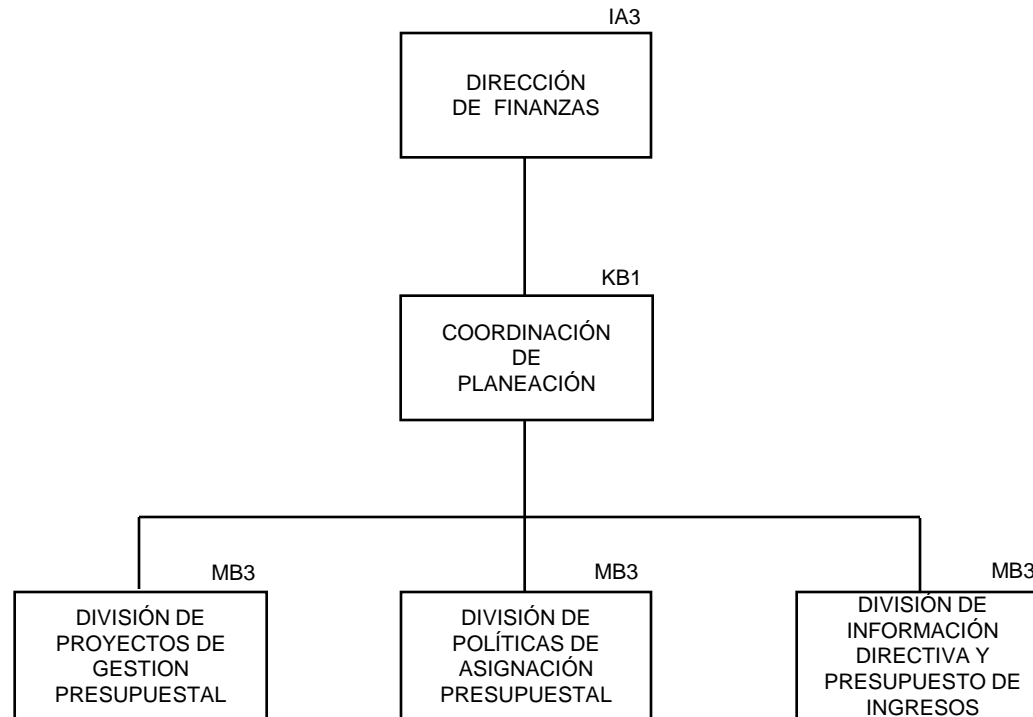 IA3
DIRECCIÓN
DE FINANZAS
KB1
COORDINACIÓN
DE
PLANEACIÓN
MB3
DIVISIÓN DE
PROYECTOS DE
GESTION
PRESUPUESTAL
MB3
DIVISIÓN DE
POLÍTICAS DE
ASIGNACIÓN
PRESUPUESTAL
MB3
DIVISIÓN DE
INFORMACIÓN
DIRECTIVA Y
PRESUPUESTO DE
INGRESOS